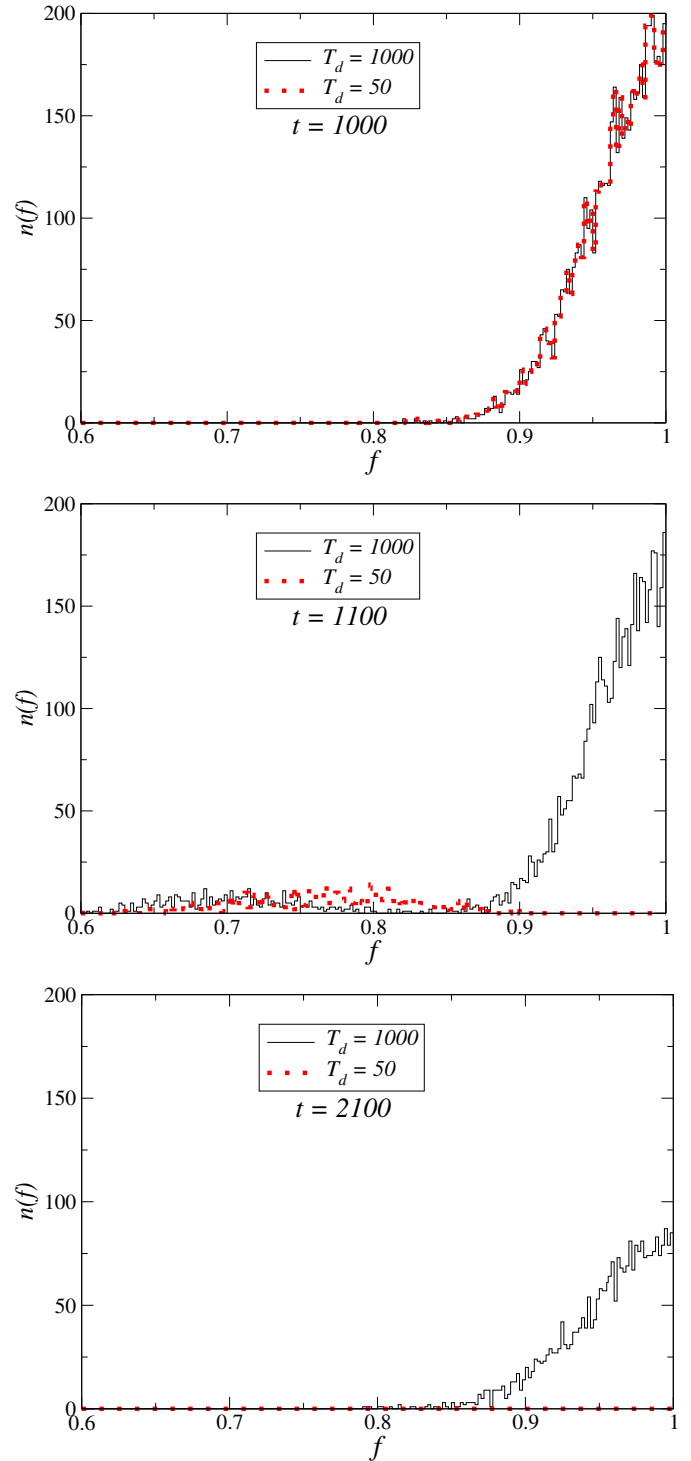 200
150
100
50
0
n(f)
T_d = 1000
T_d = 50
t = 1000
0.6 0.7 0.8 0.9 1
f
200
150
100
50
0
n(f)
T_d = 1000
T_d = 50
t = 1100
0.6 0.7 0.8 0.9 1
f
200
150
100
50
0
n(f)
T_d = 1000
T_d = 50
t = 2100
0.6 0.7 0.8 0.9 1
f